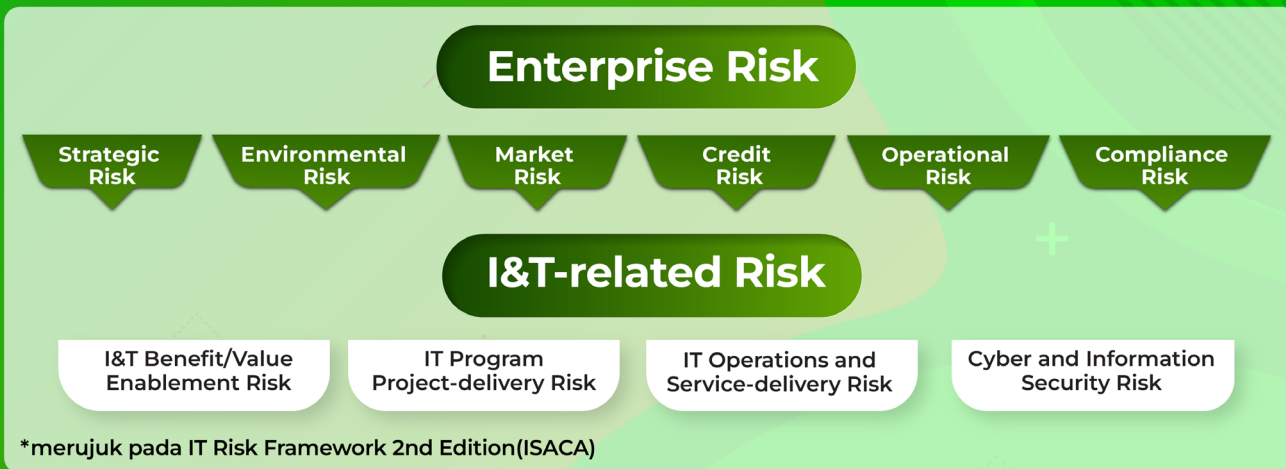 Enterprise Risk
Strategic
Risk
Environmental
Risk
Market
Risk
Credit
Risk
Operational
Risk
Compliance
Risk
I&T-related Risk
I&T Benefit/Value
Enablement Risk
IT Program
Project-delivery Risk
IT Operations and
Service-delivery Risk
Cyber and Information
Security Risk
*merujuk pada IT Risk Framework 2nd Edition(ISACA)